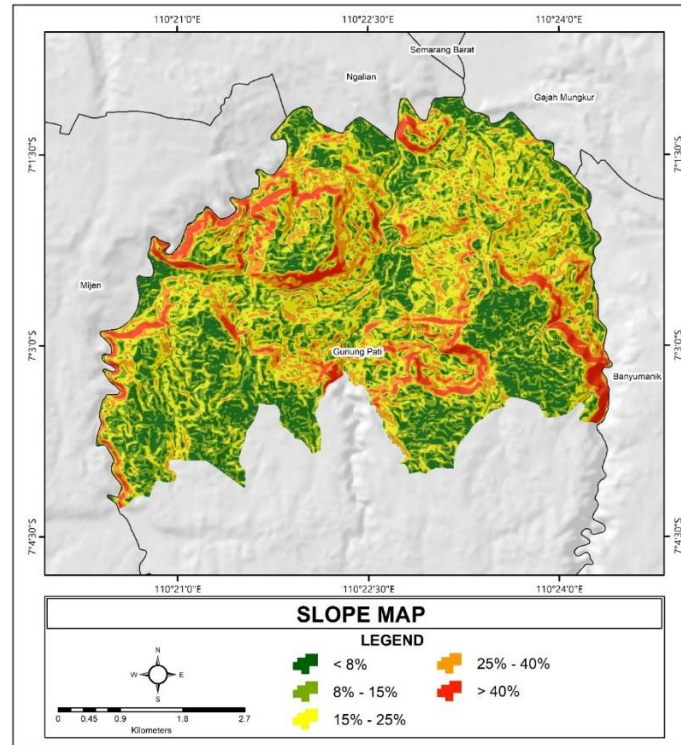 110°21'0"E 110°22'30"E 110°24'0"E
Semarang Barat
Ngalian
Gajah Mungkur
7°1'30"S 7°1'30"S
Mijen
7°3'0"S 7°3'0"S
Gunung Pati
Banyumanik
7°4'30"S 7°4'30"S
110°21'0"E 110°22'30"E 110°24'0"E
SLOPE MAP
LEGEND
N
W E
S
< 8% 25% - 40%
8% - 15% > 40%
15% - 25%
0 0.45 0.9 1.8 2.7
Kilometers